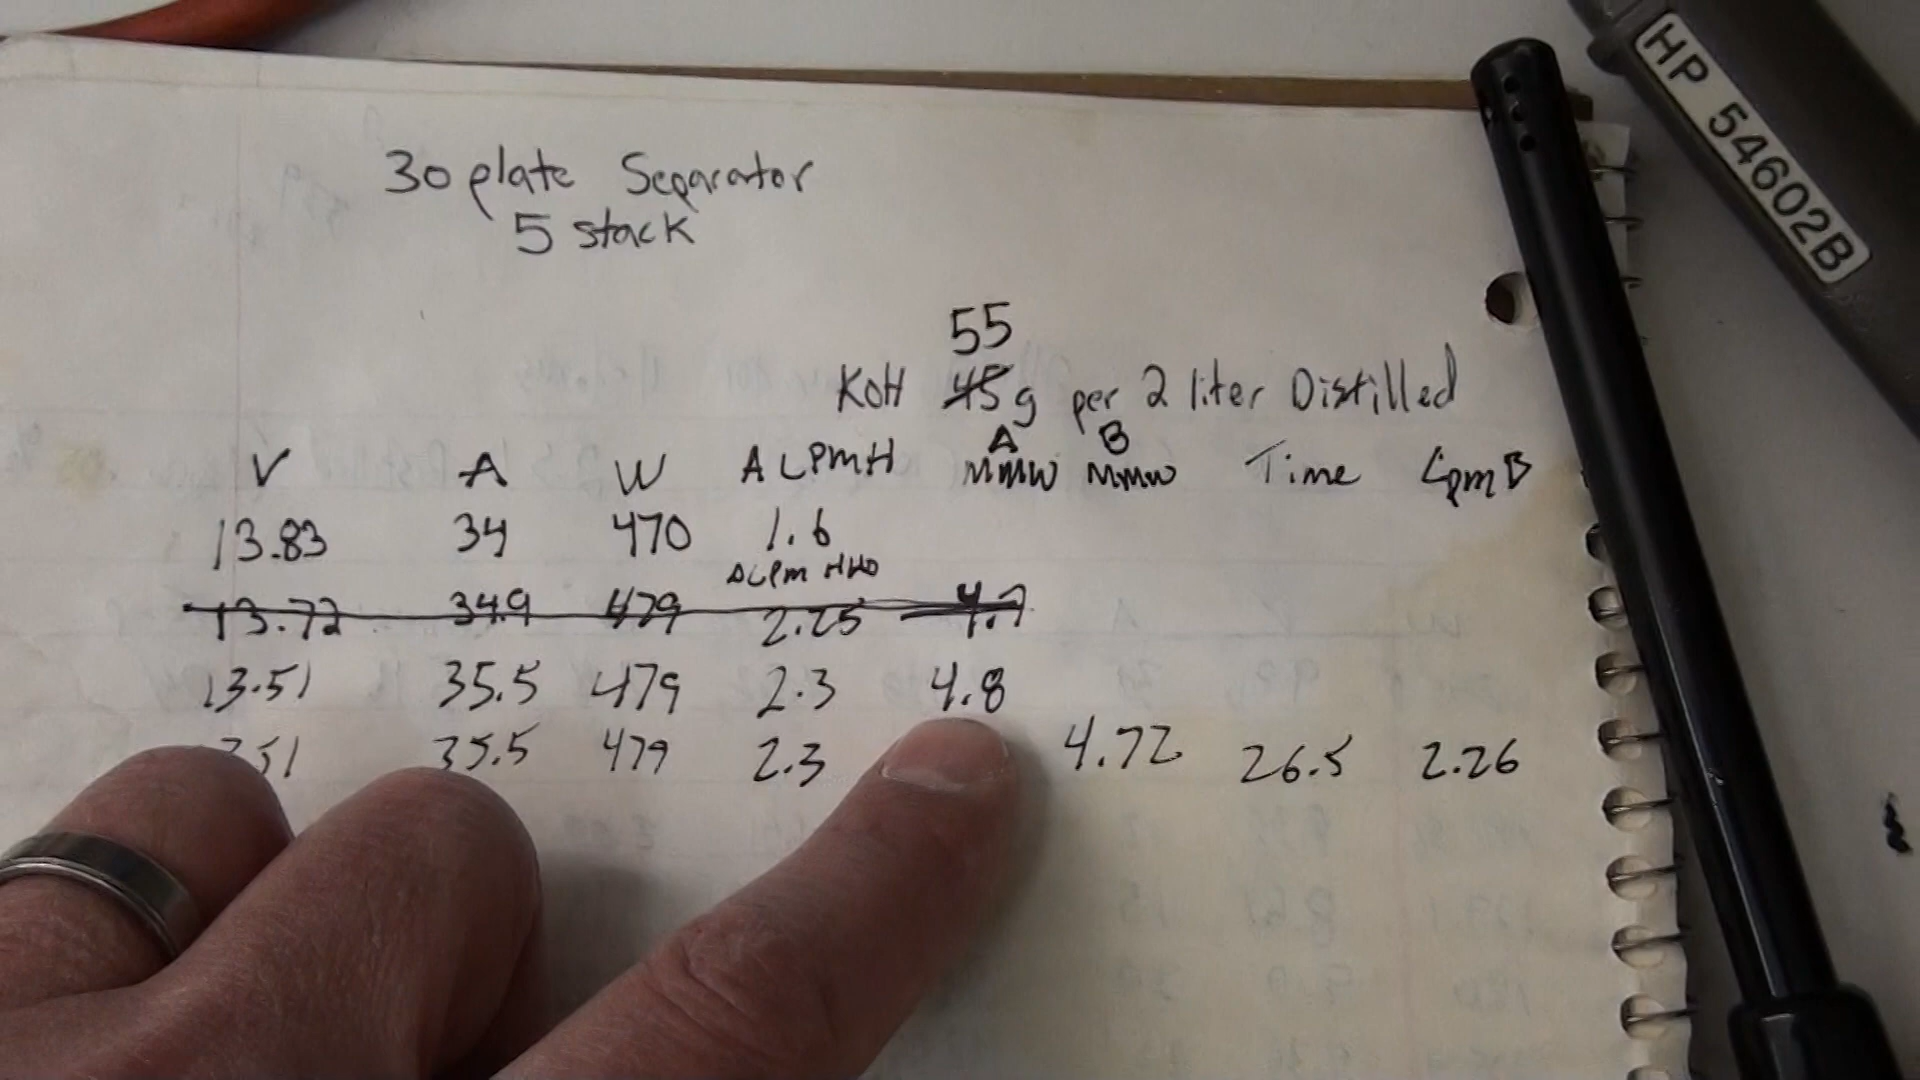 HP 54602B
30 plate Separator
5 stack
55
KOH 45g per 2 liter Distilled
A B
V A W ALPMH MMW MMW Time LpmB
13.83 34 470 1.6
ALPM HHO
13.72 34.9 479 2.25 4.7
13.51 35.5 479 2.3 4.8
51 35.5 479 2.3 4.72 26.5 2.26